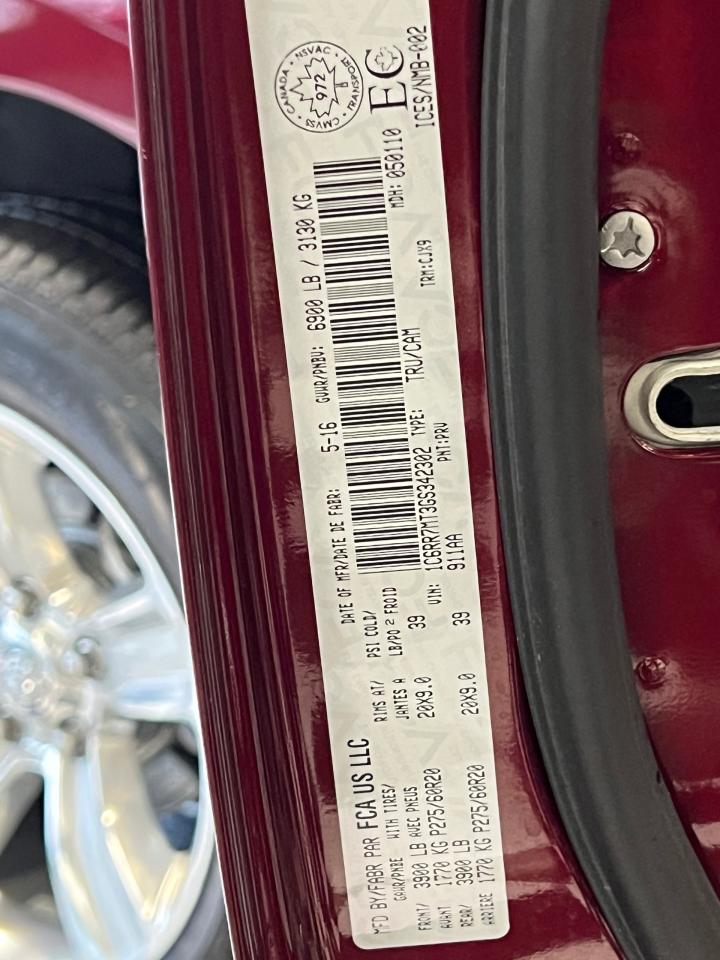 MFD BY/FABR PAR FCA US LLC
DATE OF MFR/DATE DE FABR: 5-16 GVWR/PNBV: 6900 LB / 3130 KG
GAWR/PNBE WITH TIRES/ RIMS AT/ PSI COLD/
AVEC PNEUS JANTES A LB/PO 2 FROID
FRONT/ 3900 LB
AVANT 1770 KG P275/60R20 20X9.0 39
REAR/ 3900 LB
ARRIERE 1770 KG P275/60R20 20X9.0 39
VIN: 1C6RR7MT3GS342302 TYPE: TRU/CAM
911AA PNT:PRV TRM:CJX9
MDH: 050110
CANADA NSVAC TRANSPORT CMVSS
972
EC
ICES/NMB-002